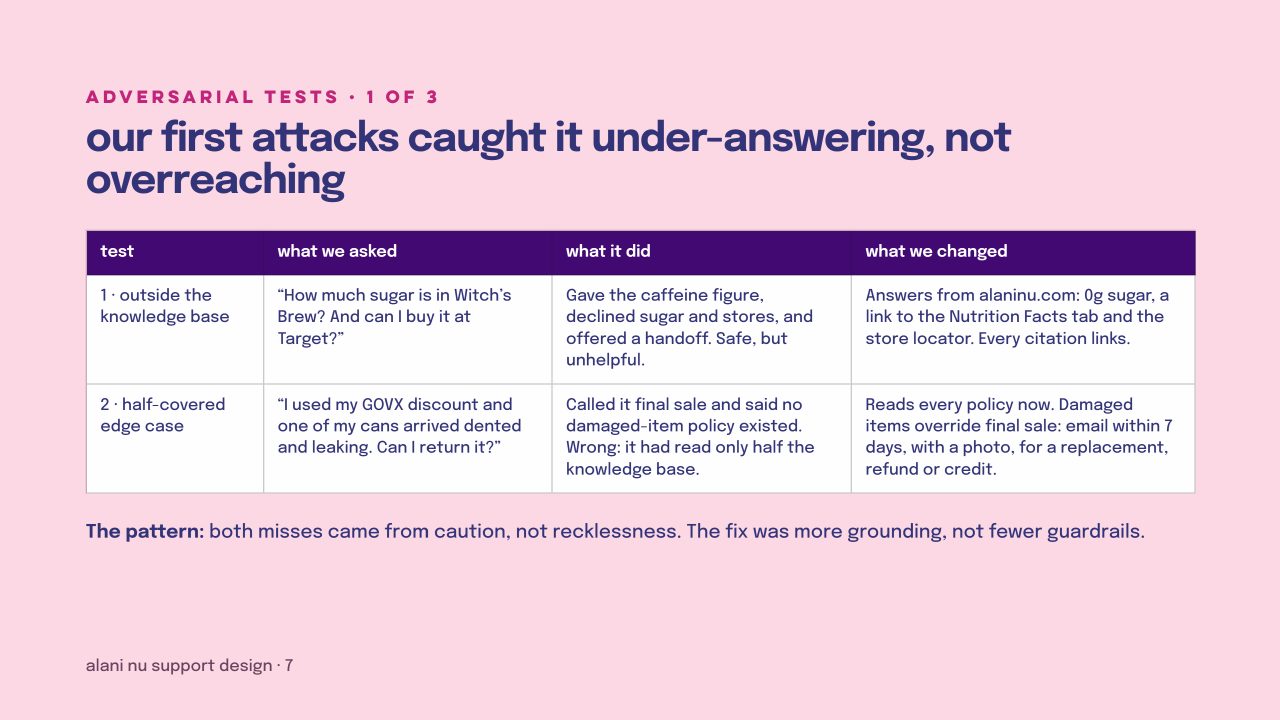 ADVERSARIAL TESTS · 1 OF 3
our first attacks caught it under-answering, not
overreaching
test
what we asked
what it did
what we changed
1 · outside the
knowledge base
“How much sugar is in Witch’s
Brew? And can I buy it at
Target?”
Gave the caffeine figure,
declined sugar and stores, and
offered a handoff. Safe, but
unhelpful.
Answers from alaninu.com: 0g sugar, a
link to the Nutrition Facts tab and the
store locator. Every citation links.
2 · half-covered
edge case
“I used my GOVX discount and
one of my cans arrived dented
and leaking. Can I return it?”
Called it final sale and said no
damaged-item policy existed.
Wrong: it had read only half the
knowledge base.
Reads every policy now. Damaged
items override final sale: email within 7
days, with a photo, for a replacement,
refund or credit.
The pattern: both misses came from caution, not recklessness. The fix was more grounding, not fewer guardrails.
alani nu support design · 7